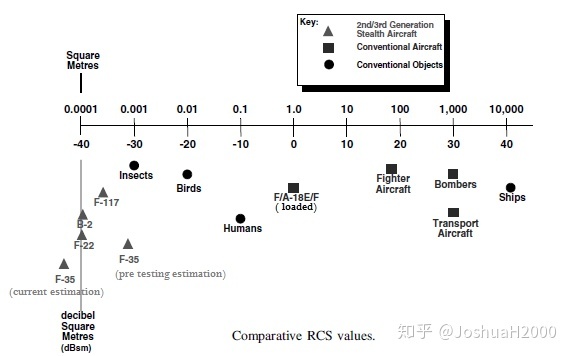 Key:
2nd/3rd Generation
Stealth Aircraft
Conventional Aircraft
Conventional Objects
Square
Metres
0.0001 0.001 0.01 0.1 1.0 10 100 1,000 10,000
-40 -30 -20 -10 0 10 20 30 40
Insects
Birds
Humans
F-117
B-2
F-22
F-35
(pre testing estimation)
F-35
(current estimation)
F/A-18E/F
( loaded)
Fighter
Aircraft
Bombers
Transport
Aircraft
Ships
decibel
Square
Metres
(dBsm)
Comparative RCS values.
知乎 @JoshuaH2000